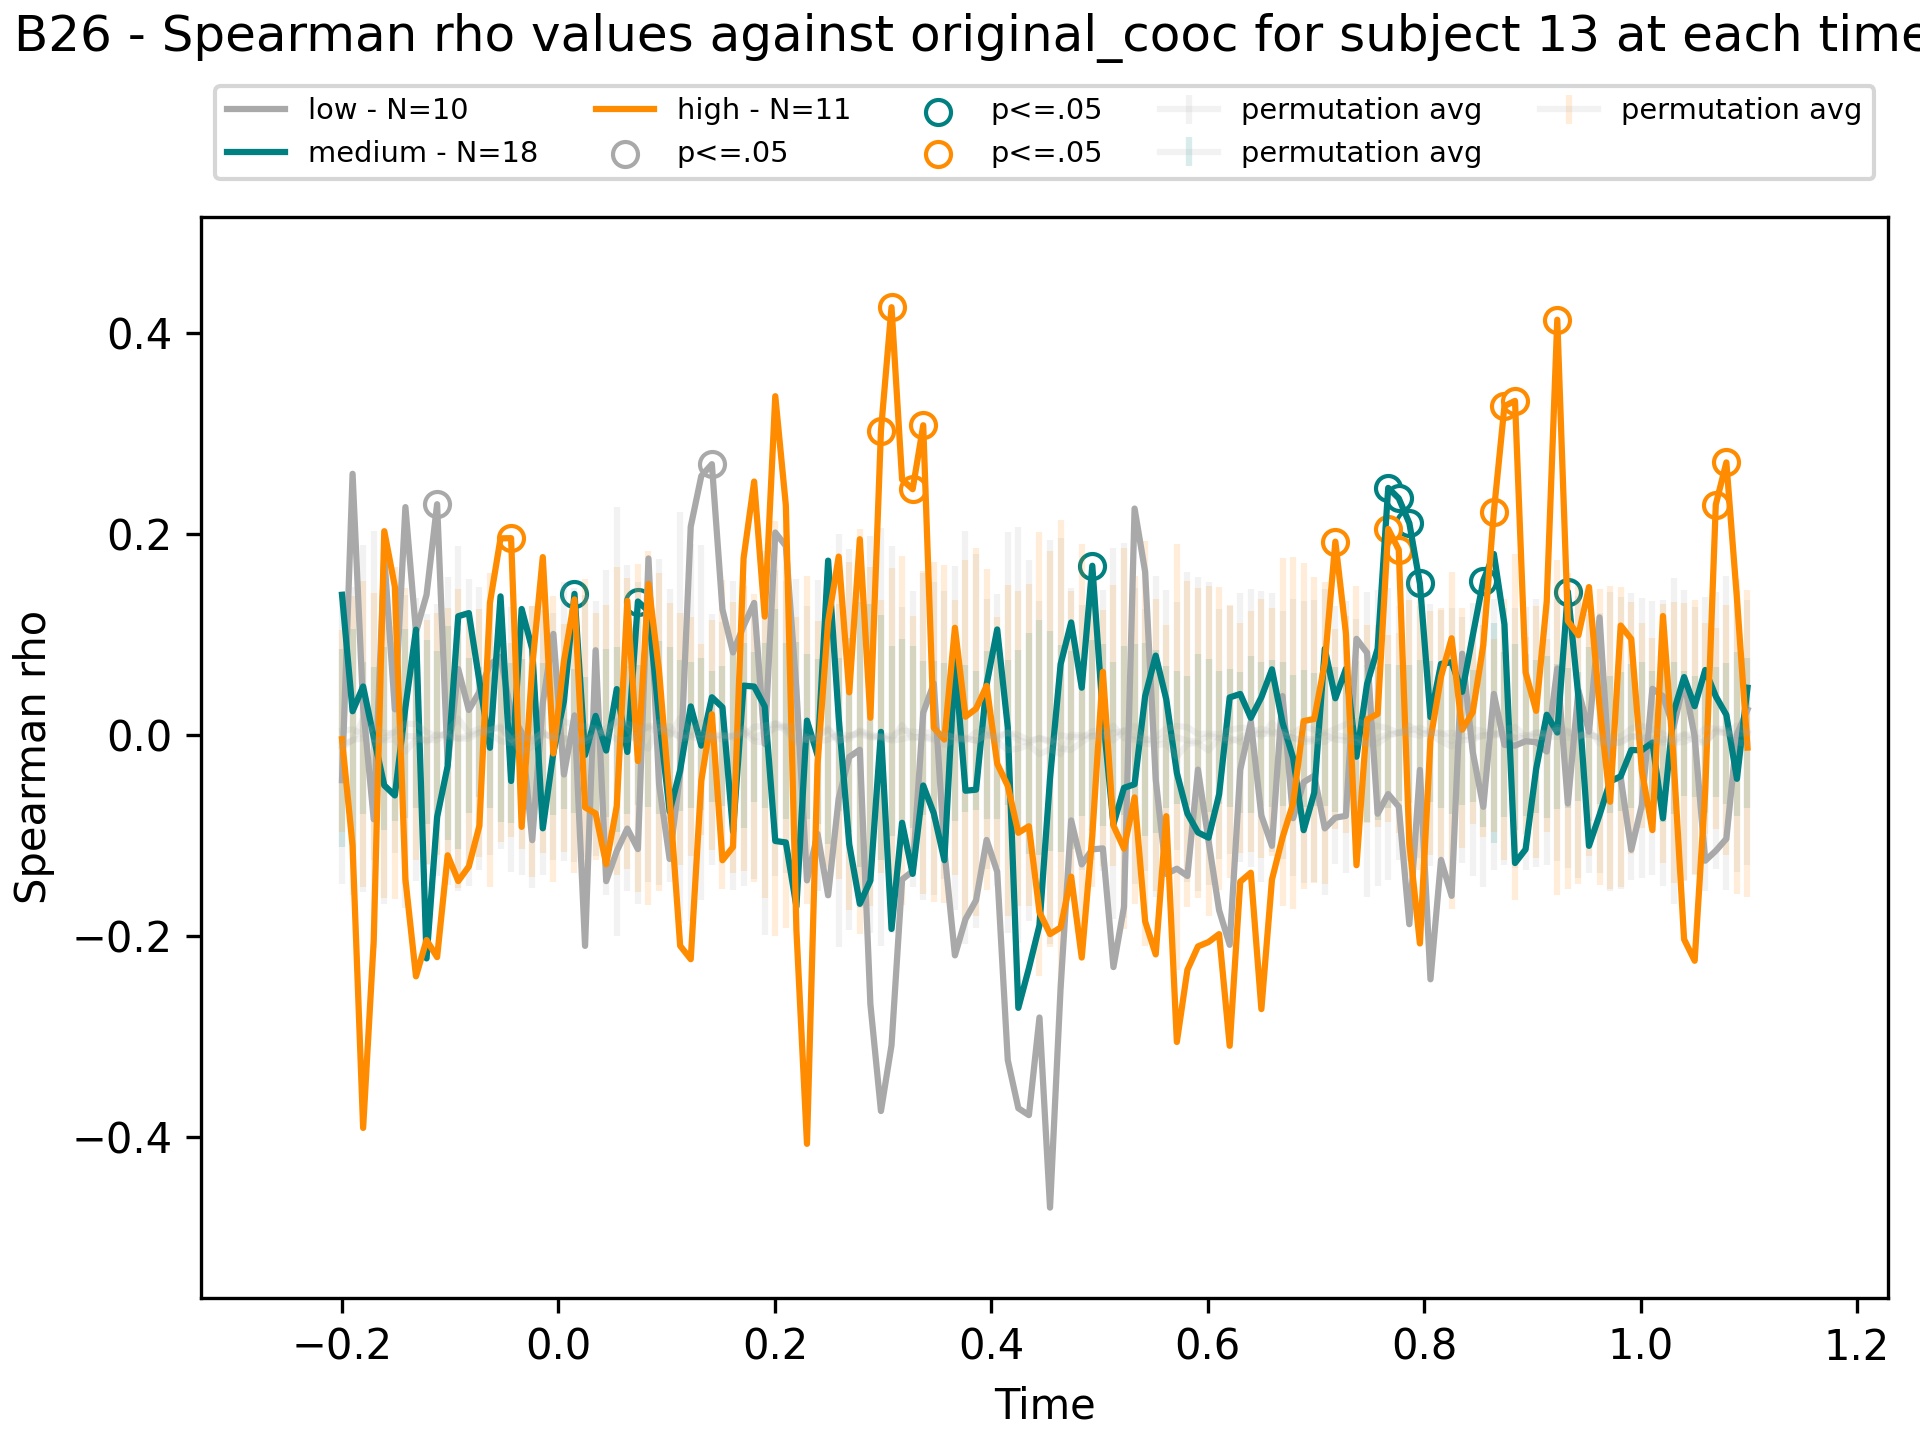 B26 - Spearman rho values against original_cooc for subject 13 at each time
low - N=10
medium - N=18
high - N=11
p<=.05
p<=.05
p<=.05
permutation avg
permutation avg
permutation avg
Spearman rho
0.4
0.2
0.0
−0.2
−0.4
−0.2
0.0
0.2
0.4
0.6
0.8
1.0
1.2
Time